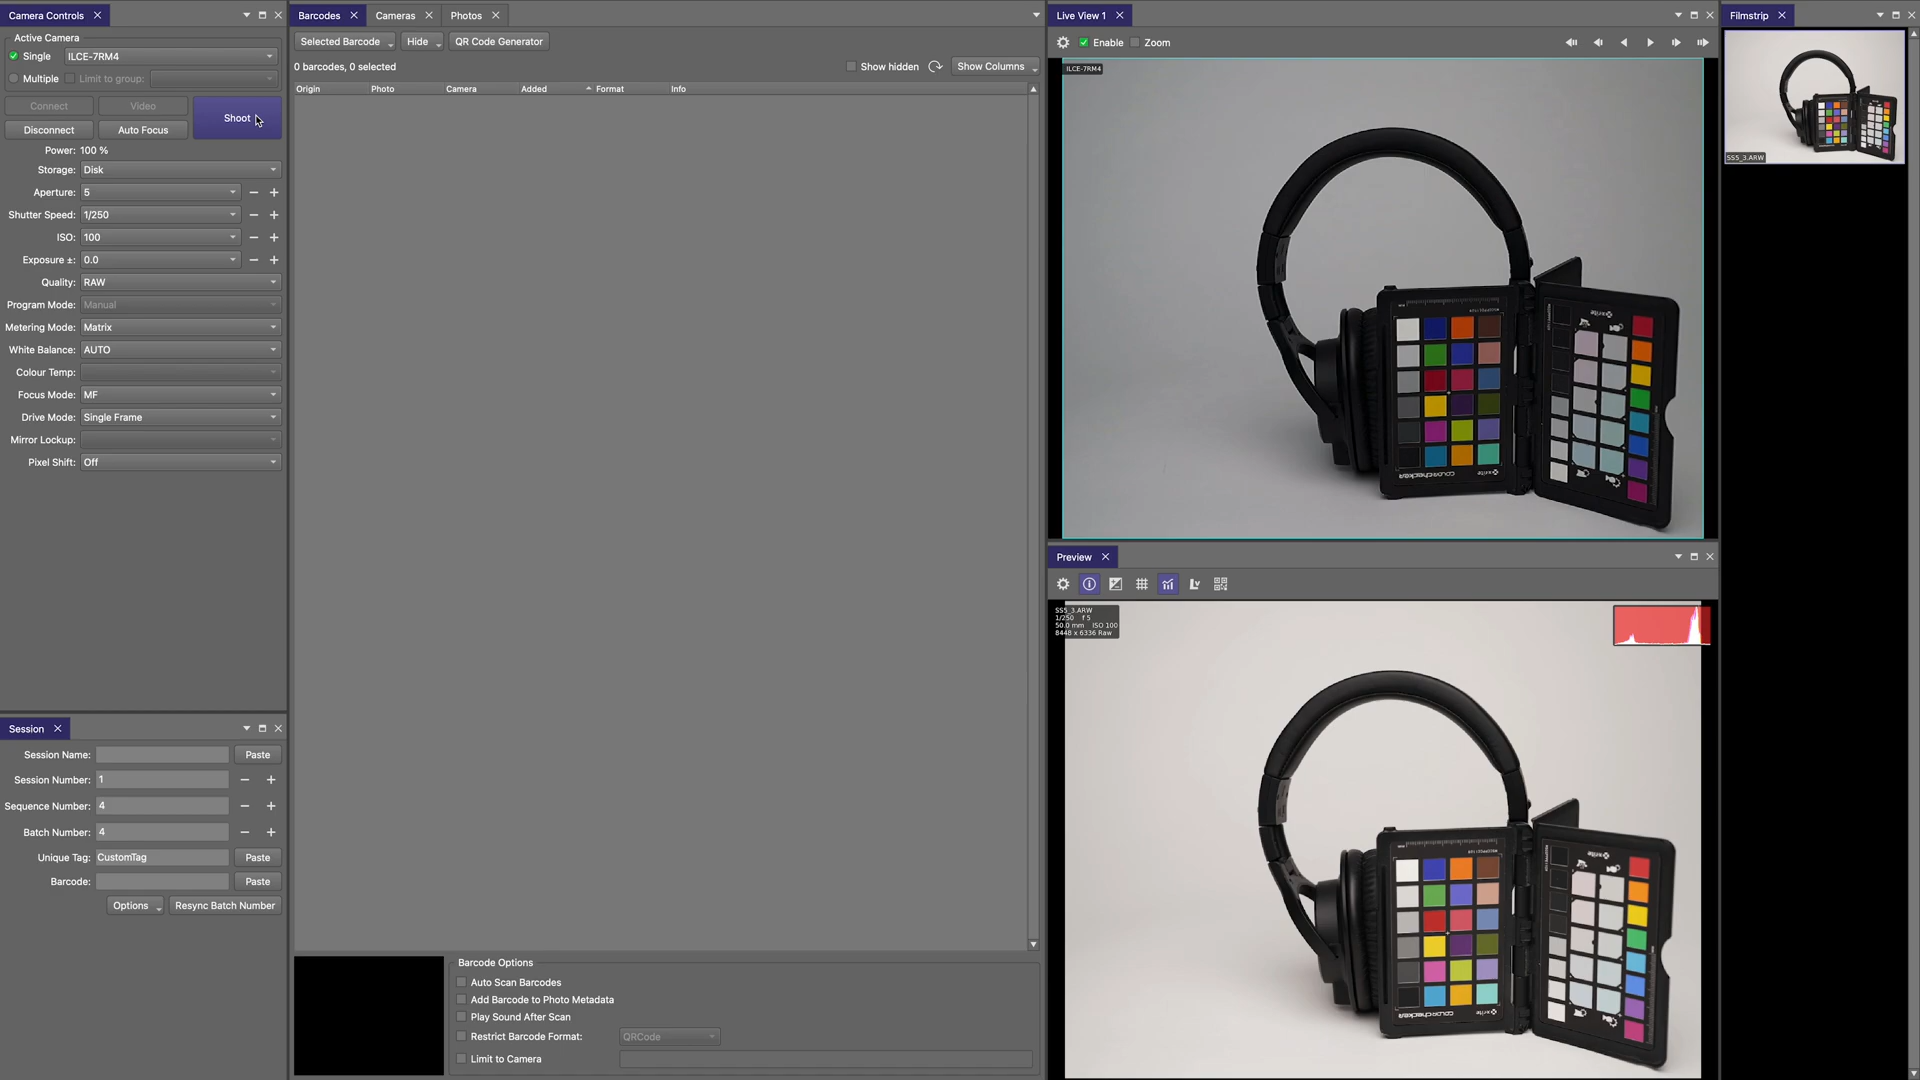 Camera Controls
Active Camera
Single ILCE-7RM4
Multiple Limit to group:
Connect Video Shoot
Disconnect Auto Focus
Power: 100 %
Storage: Disk
Aperture: 5
Shutter Speed: 1/250
ISO: 100
Exposure ±: 0.0
Quality: RAW
Program Mode: Manual
Metering Mode: Matrix
White Balance: AUTO
Colour Temp:
Focus Mode: MF
Drive Mode: Single Frame
Mirror Lockup:
Pixel Shift: Off
Session
Session Name: Paste
Session Number: 1
Sequence Number: 4
Batch Number: 4
Unique Tag: CustomTag Paste
Barcode: Paste
Options Resync Batch Number
Barcodes Cameras Photos
Selected Barcode Hide QR Code Generator
0 barcodes, 0 selected Show hidden Show Columns
Origin Photo Camera Added Format Info
Barcode Options
Auto Scan Barcodes
Add Barcode to Photo Metadata
Play Sound After Scan
Restrict Barcode Format: QRCode
Limit to Camera
Live View 1
Enable Zoom
ILCE-7RM4
x-rite
colorchecker x-rite
Preview
Lv
SS5_3.ARW
1/250 f 5
50.0 mm ISO 100
8448 x 6336 Raw
x-rite
colorchecker x-rite
Filmstrip
SS5_3.ARW